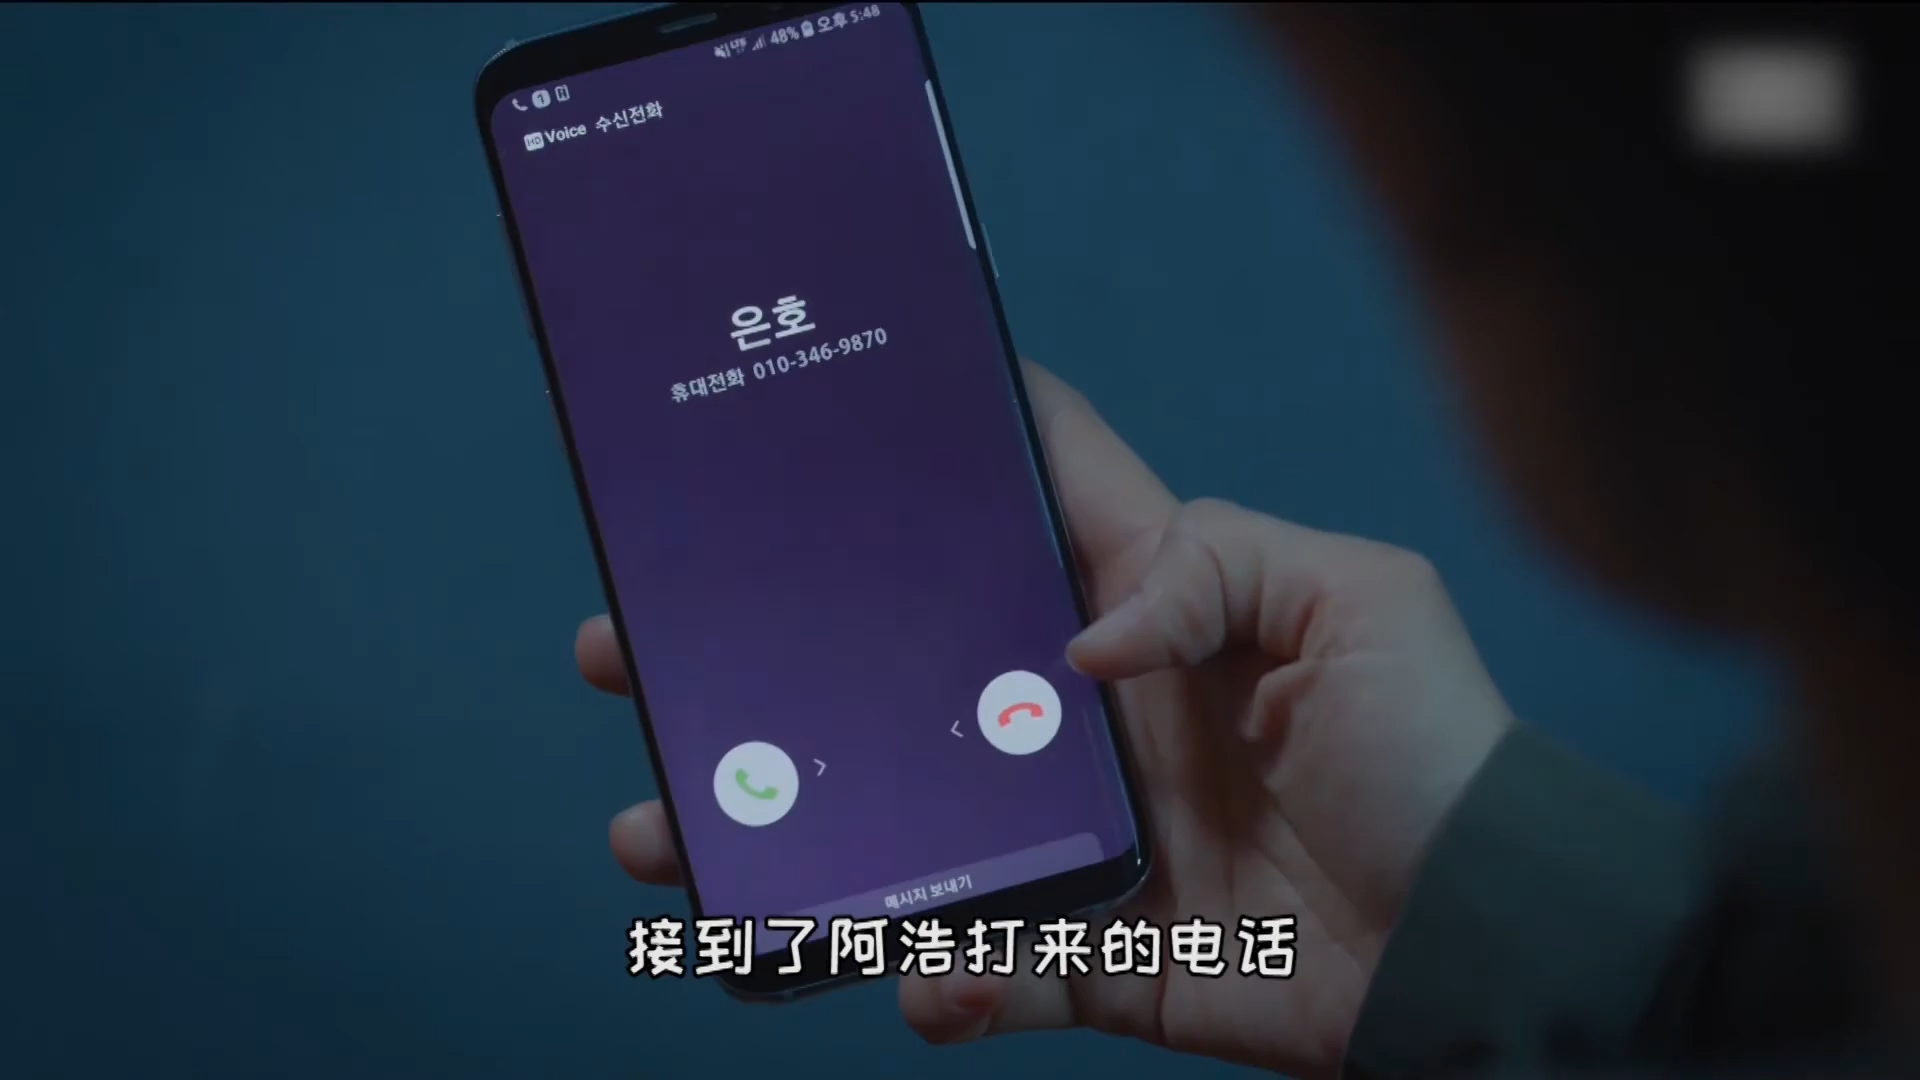 48% 오후 5:48
HD Voice 수신전화
은호
휴대전화 010-346-9870
메시지 보내기
接到了阿浩打来的电话